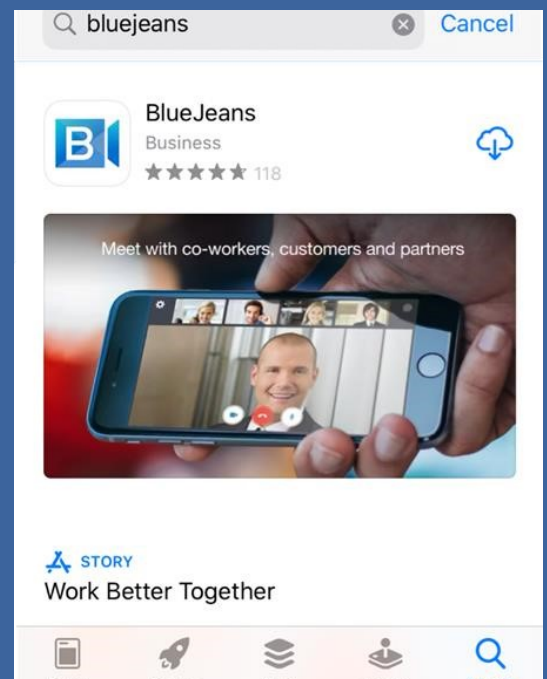 bluejeans
Cancel
B
BlueJeans
Business
118
Meet with co-workers, customers and partners
STORY
Work Better Together